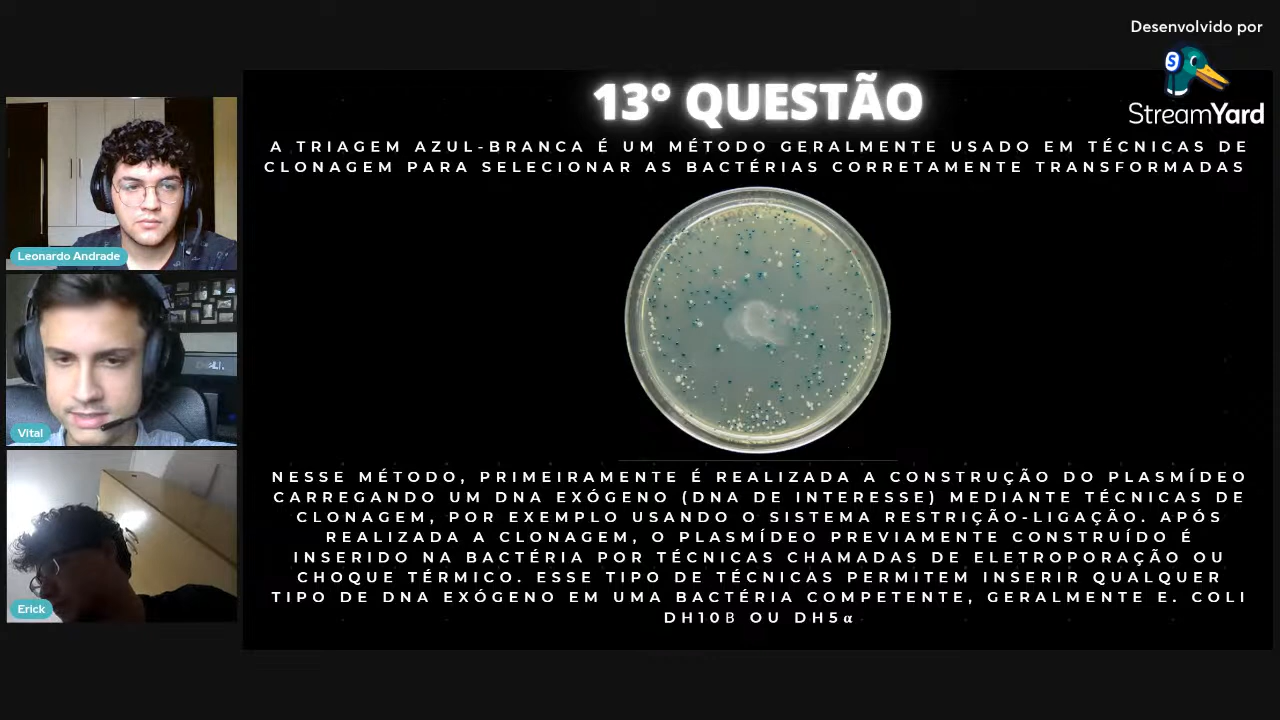 Desenvolvido por
StreamYard
13° QUESTÃO
A TRIAGEM AZUL-BRANCA É UM MÉTODO GERALMENTE USADO EM TÉCNICAS DE
CLONAGEM PARA SELECIONAR AS BACTÉRIAS CORRETAMENTE TRANSFORMADAS
Leonardo Andrade
Vital
Erick
NESSE MÉTODO, PRIMEIRAMENTE É REALIZADA A CONSTRUÇÃO DO PLASMÍDEO
CARREGANDO UM DNA EXÓGENO (DNA DE INTERESSE) MEDIANTE TÉCNICAS DE
CLONAGEM, POR EXEMPLO USANDO O SISTEMA RESTRIÇÃO-LIGAÇÃO. APÓS
REALIZADA A CLONAGEM, O PLASMÍDEO PREVIAMENTE CONSTRUÍDO É
INSERIDO NA BACTÉRIA POR TÉCNICAS CHAMADAS DE ELETROPORAÇÃO OU
CHOQUE TÉRMICO. ESSE TIPO DE TÉCNICAS PERMITEM INSERIR QUALQUER
TIPO DE DNA EXÓGENO EM UMA BACTÉRIA COMPETENTE, GERALMENTE E. COLI
DH10B OU DH5α